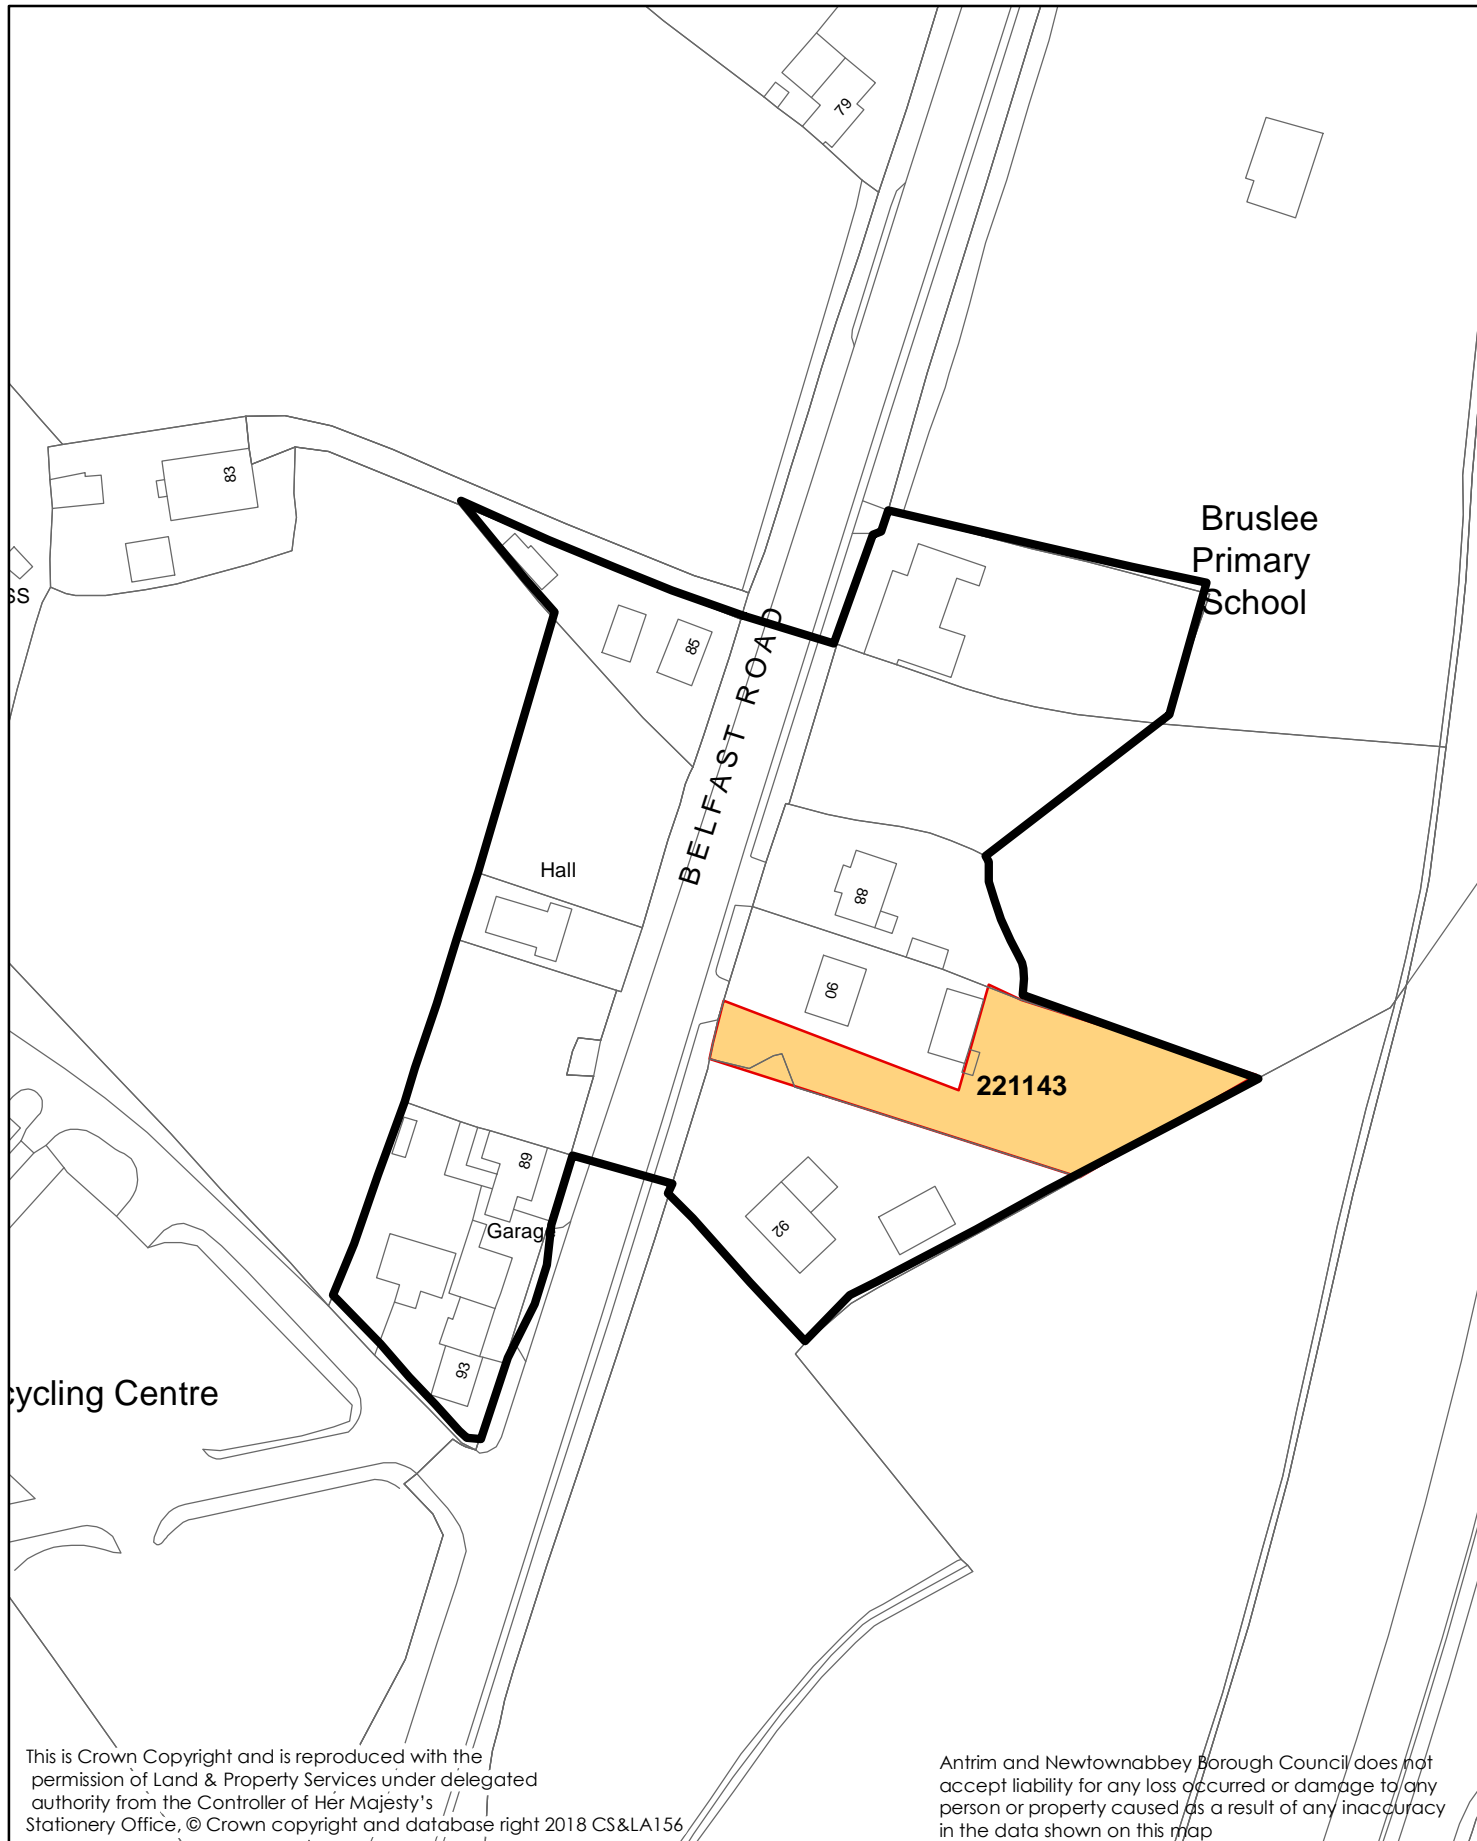 79
83
Bruslee
Primary
School
SS
85
BELFAST ROAD
Hall
88
90
221143
89
92
Garage
93
cycling Centre
This is Crown Copyright and is reproduced with the
permission of Land & Property Services under delegated
authority from the Controller of Her Majesty's
Stationery Office, © Crown copyright and database right 2018 CS&LA156
Antrim and Newtownabbey Borough Council does not
accept liability for any loss occurred or damage to any
person or property caused as a result of any inaccuracy
in the data shown on this map